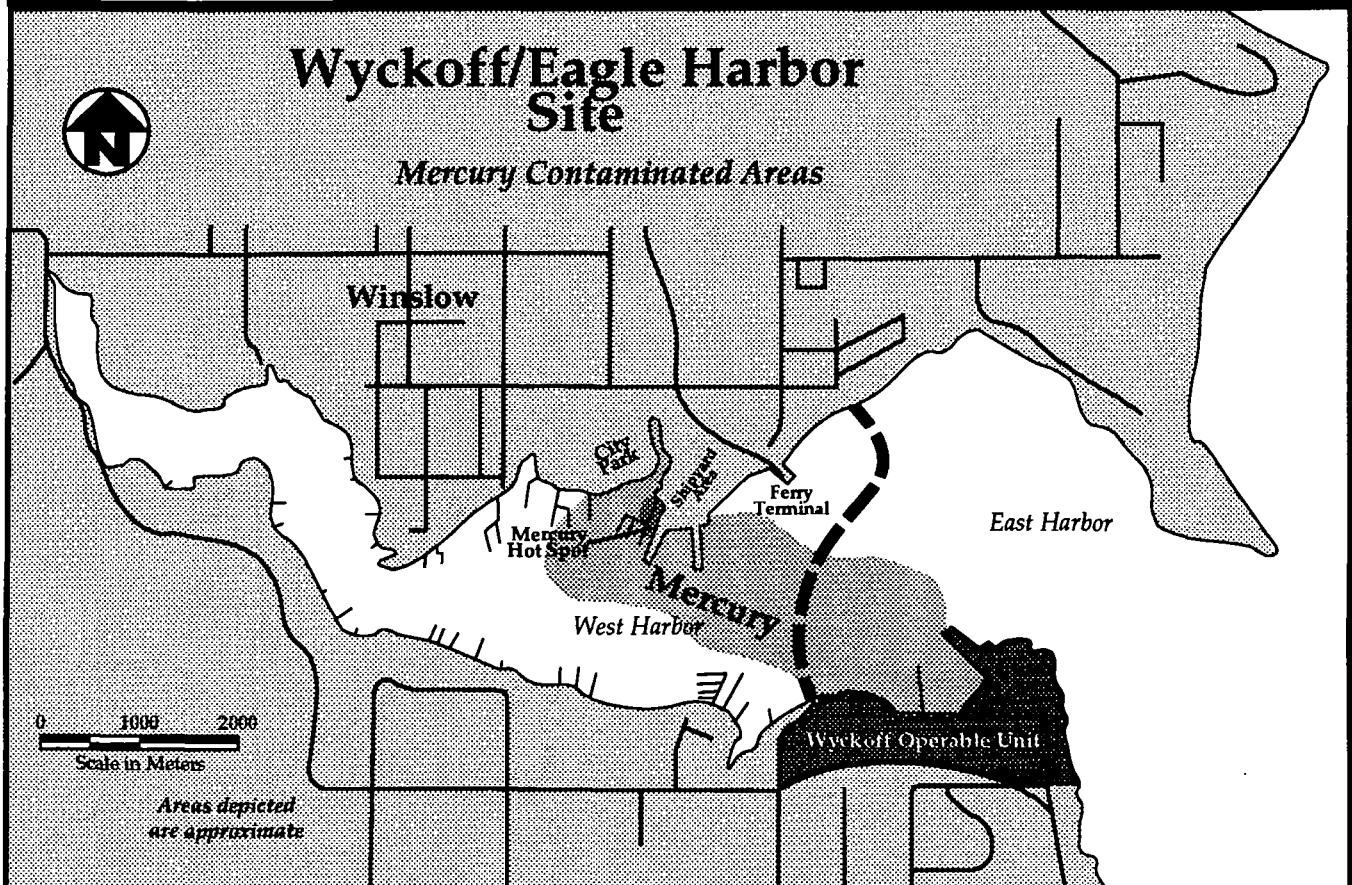 Wyckoff/Eagle Harbor
Site
N
Mercury Contaminated Areas
Winslow
City
Park
Shipyard
Area
Ferry
Terminal
East Harbor
Mercury
Hot Spot
Mercury
West Harbor
Wyckoff Operable Unit
0 1000 2000
Scale in Meters
Areas depicted
are approximate